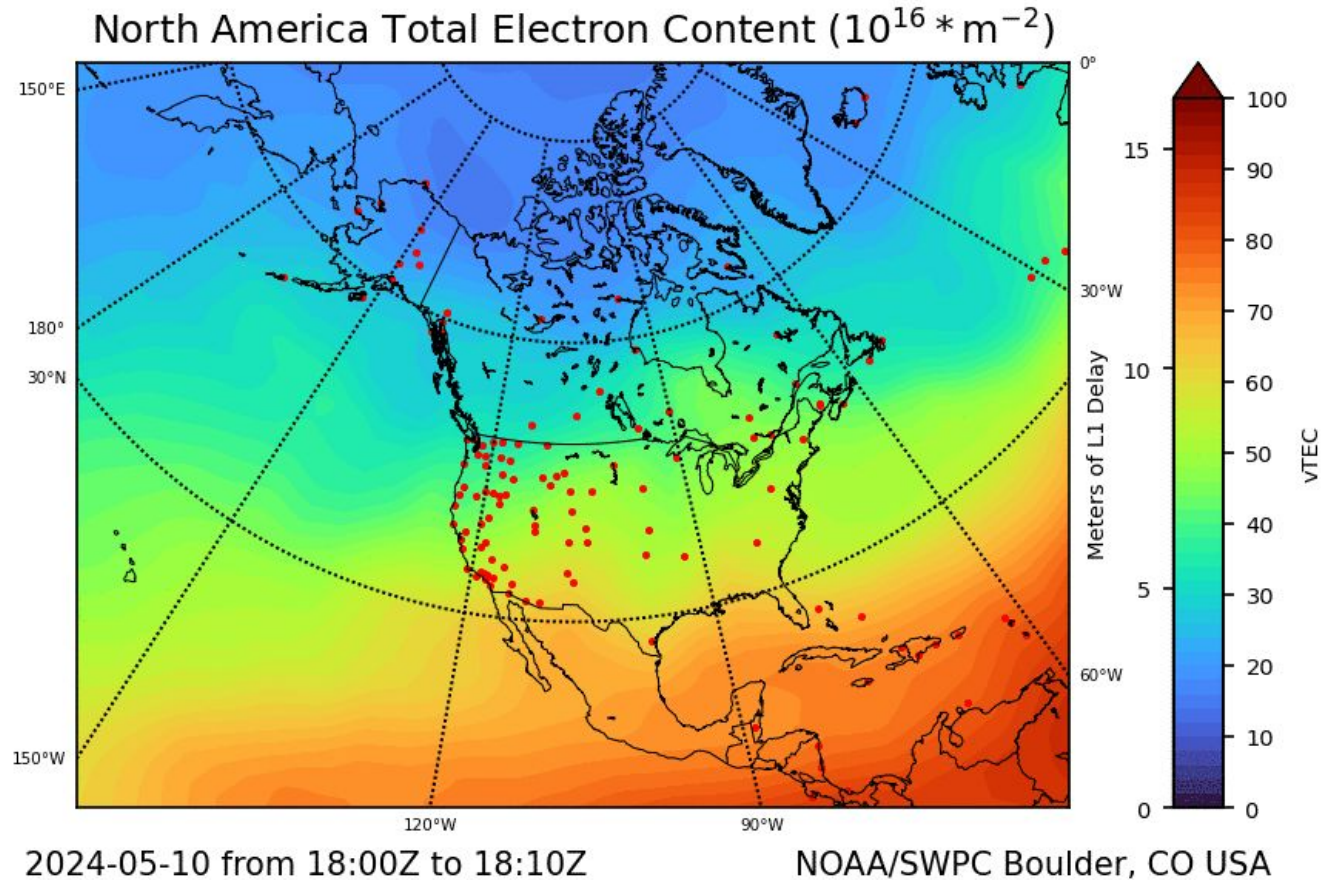 North America Total Electron Content (10¹⁶ * m⁻²)
150°E
0°
180°
30°W
30°N
60°W
150°W
120°W
90°W
Meters of L1 Delay
15
10
5
0
100
90
80
70
60
50
40
30
20
10
0
vTEC
2024-05-10 from 18:00Z to 18:10Z
NOAA/SWPC Boulder, CO USA